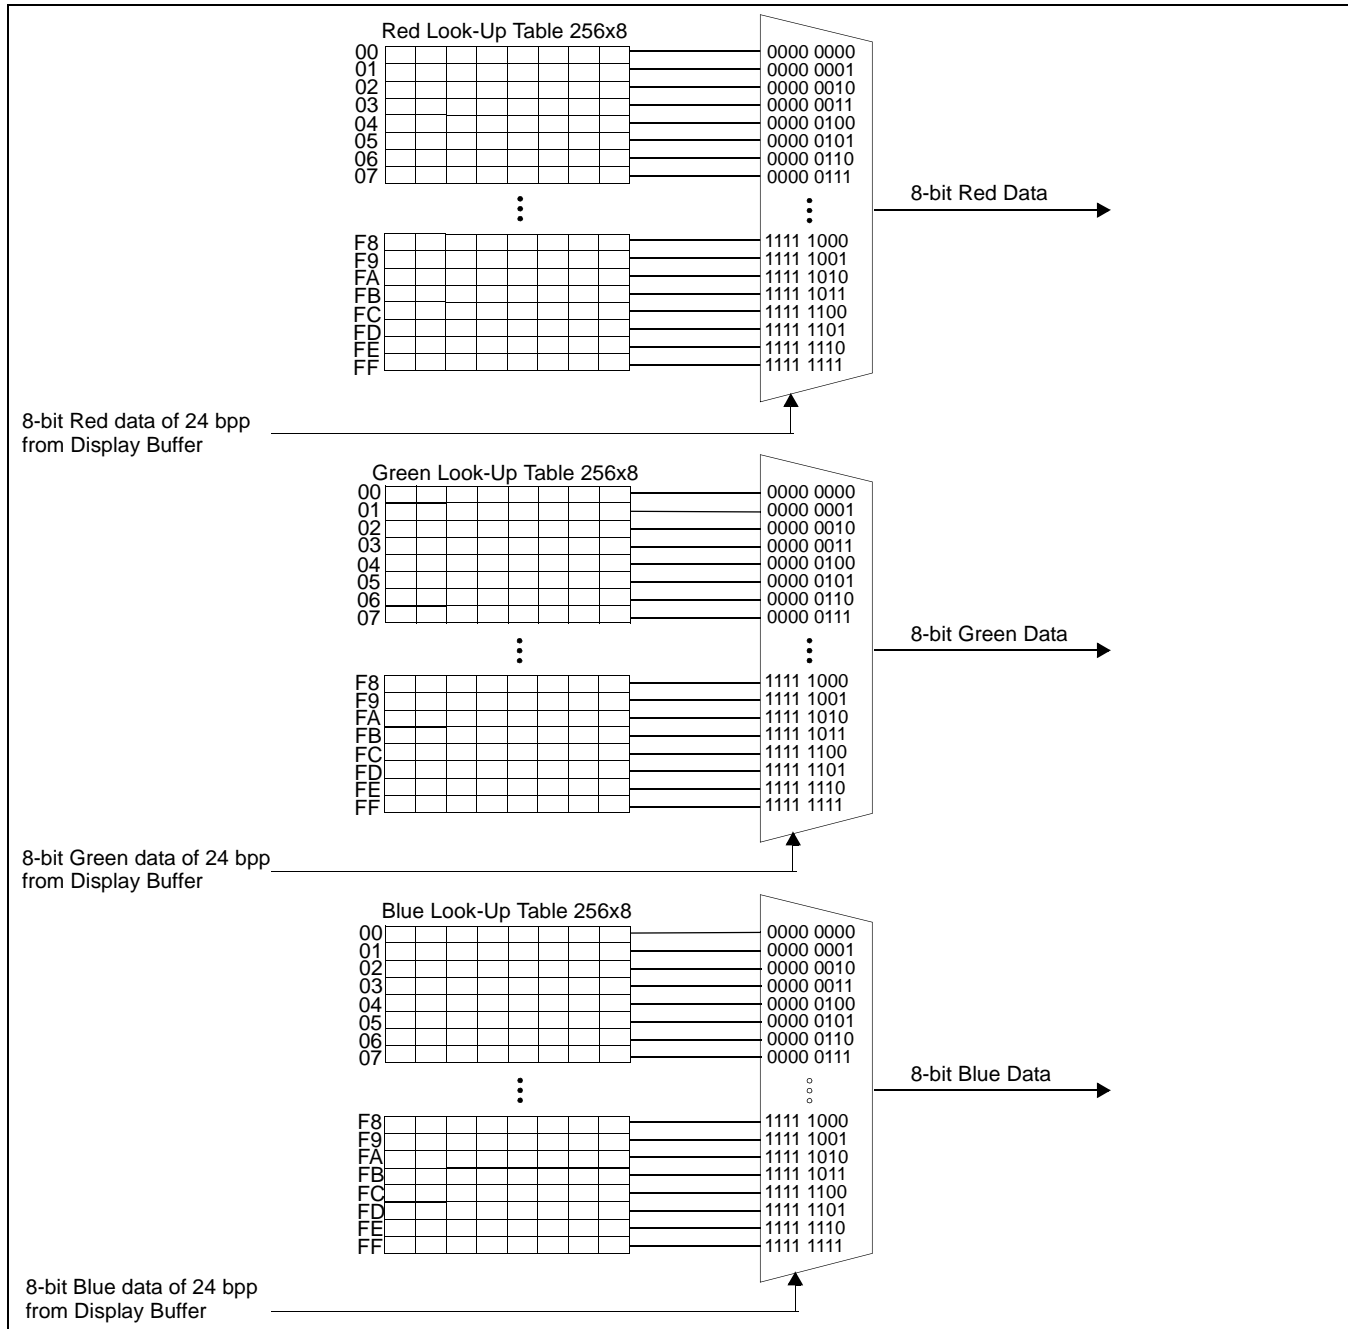 Red Look-Up Table 256x8
00 0000 0000
01 0000 0001
02 0000 0010
03 0000 0011
04 0000 0100
05 0000 0101
06 0000 0110
07 0000 0111
8-bit Red Data
F8 1111 1000
F9 1111 1001
FA 1111 1010
FB 1111 1011
FC 1111 1100
FD 1111 1101
FE 1111 1110
FF 1111 1111
8-bit Red data of 24 bpp
from Display Buffer
Green Look-Up Table 256x8
00 0000 0000
01 0000 0001
02 0000 0010
03 0000 0011
04 0000 0100
05 0000 0101
06 0000 0110
07 0000 0111
8-bit Green Data
F8 1111 1000
F9 1111 1001
FA 1111 1010
FB 1111 1011
FC 1111 1100
FD 1111 1101
FE 1111 1110
FF 1111 1111
8-bit Green data of 24 bpp
from Display Buffer
Blue Look-Up Table 256x8
00 0000 0000
01 0000 0001
02 0000 0010
03 0000 0011
04 0000 0100
05 0000 0101
06 0000 0110
07 0000 0111
8-bit Blue Data
F8 1111 1000
F9 1111 1001
FA 1111 1010
FB 1111 1011
FC 1111 1100
FD 1111 1101
FE 1111 1110
FF 1111 1111
8-bit Blue data of 24 bpp
from Display Buffer